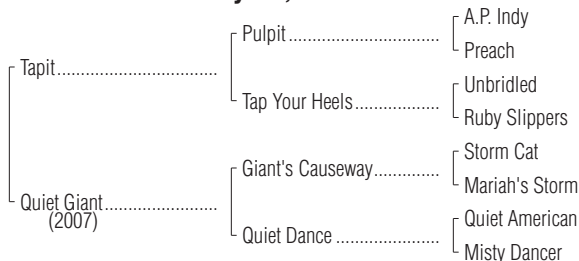 A.P. Indy
Pulpit
Preach
Tapit
Unbridled
Tap Your Heels
Ruby Slippers
Storm Cat
Giant's Causeway
Mariah's Storm
Quiet Giant
(2007)
Quiet American
Quiet Dance
Misty Dancer